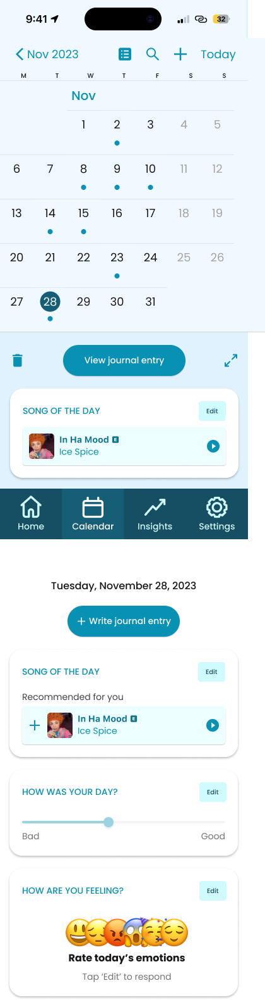 9:41
32
Nov 2023 Today
M T W T F S S
Nov
1 2 3 4 5
6 7 8 9 10 11 12
13 14 15 16 17 18 19
20 21 22 23 24 25 26
27 28 29 30 31
View journal entry
SONG OF THE DAY Edit
In Ha Mood E
Ice Spice
Home Calendar Insights Settings
Tuesday, November 28, 2023
+ Write journal entry
SONG OF THE DAY Edit
Recommended for you
In Ha Mood E
Ice Spice
HOW WAS YOUR DAY? Edit
Bad Good
HOW ARE YOU FEELING? Edit
Rate today’s emotions
Tap ‘Edit’ to respond